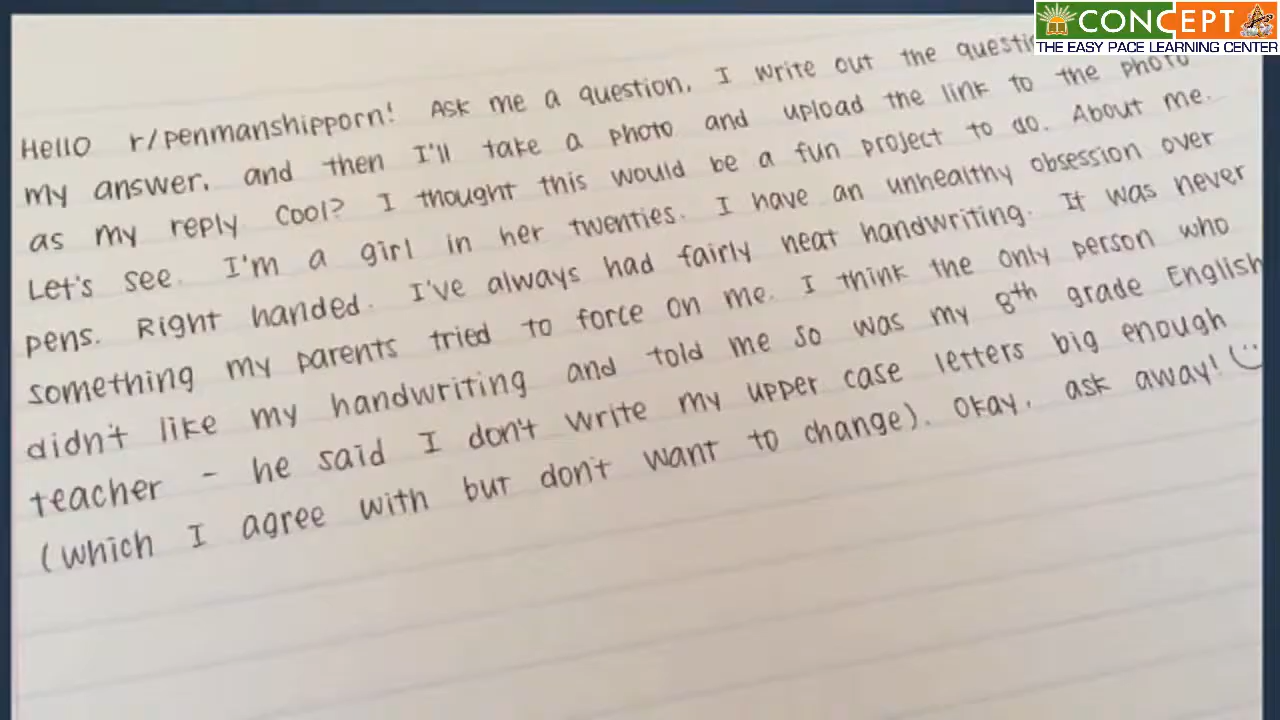 CONCEPT
THE EASY PACE LEARNING CENTER
Hello r/penmanshipporn! Ask me a question, I write out the
my answer, and then I'll take a photo and upload the link to the photo
as my reply Cool? I thought this would be a fun project to do. About me.
Let's see. I'm a girl in her twenties. I have an unhealthy obsession over
pens. Right handed. I've always had fairly neat handwriting. It was never
something my parents tried to force on me. I think the only person who
didn't like my handwriting and told me so was my 8th grade English
teacher - he said I don't write my upper case letters big enough
(which I agree with but don't want to change). Okay, ask away! (: